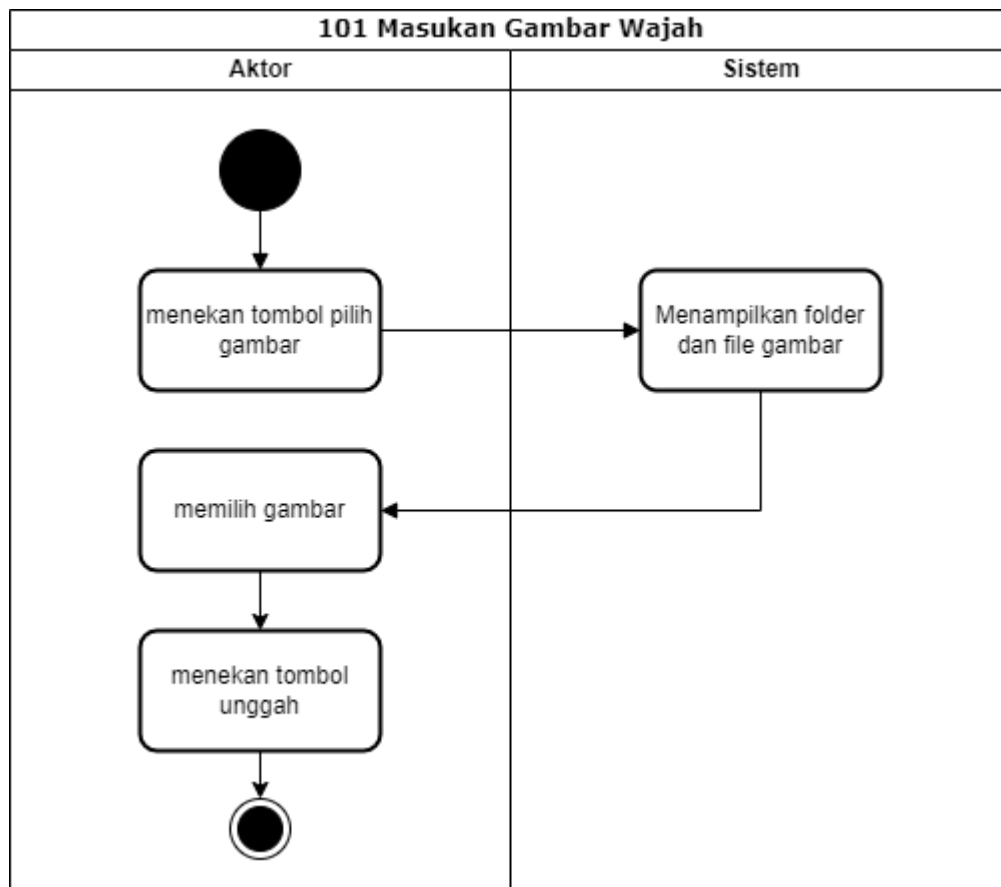 101 Masukan Gambar Wajah
Aktor
Sistem
menekan tombol pilih
gambar
Menampilkan folder
dan file gambar
memilih gambar
menekan tombol
unggah